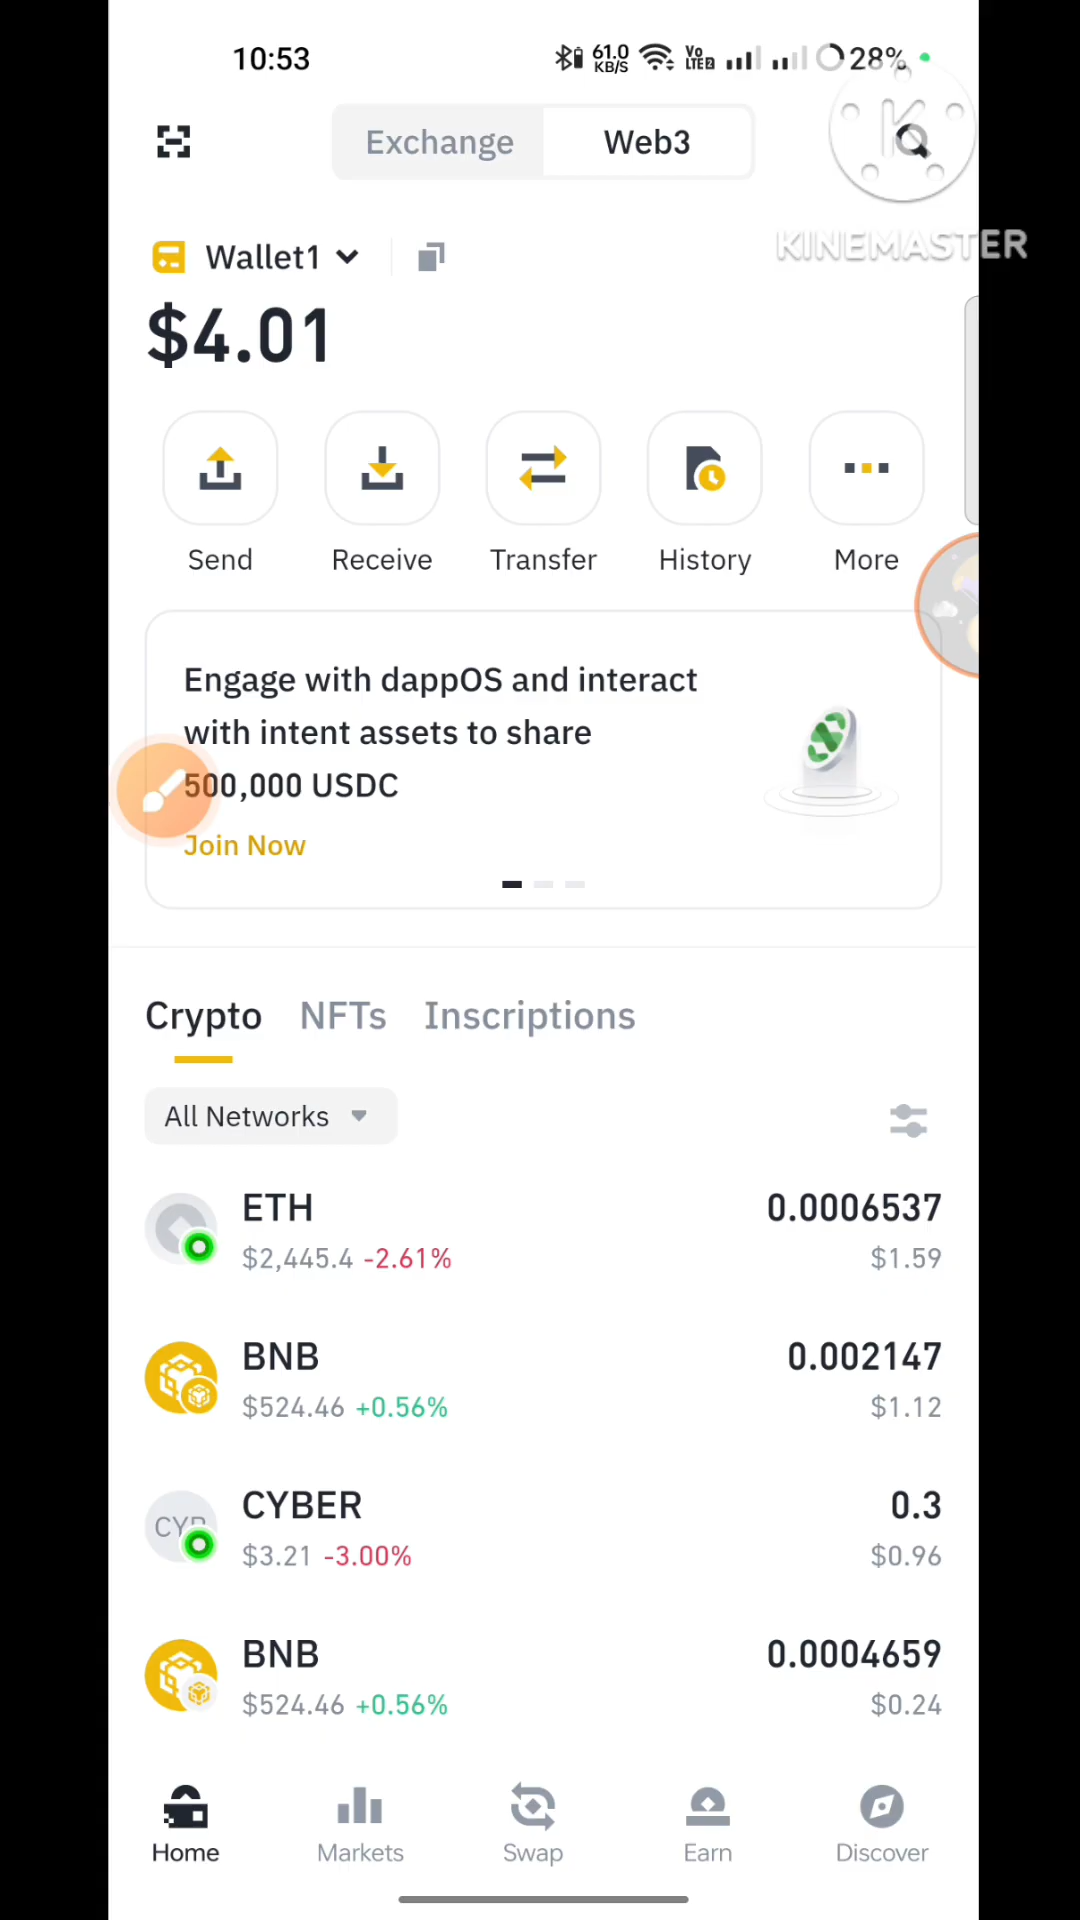 10:53
61.0
KB/S
Vo
LTE2
28%
Exchange
Web3
K
KINEMASTER
Wallet1
$4.01
Send
Receive
Transfer
History
More
Engage with dappOS and interact
with intent assets to share
500,000 USDC
Join Now
Crypto
NFTs
Inscriptions
All Networks
ETH
0.0006537
$2,445.4 -2.61%
$1.59
BNB
0.002147
$524.46 +0.56%
$1.12
CYBER
0.3
$3.21 -3.00%
$0.96
BNB
0.0004659
$524.46 +0.56%
$0.24
Home
Markets
Swap
Earn
Discover